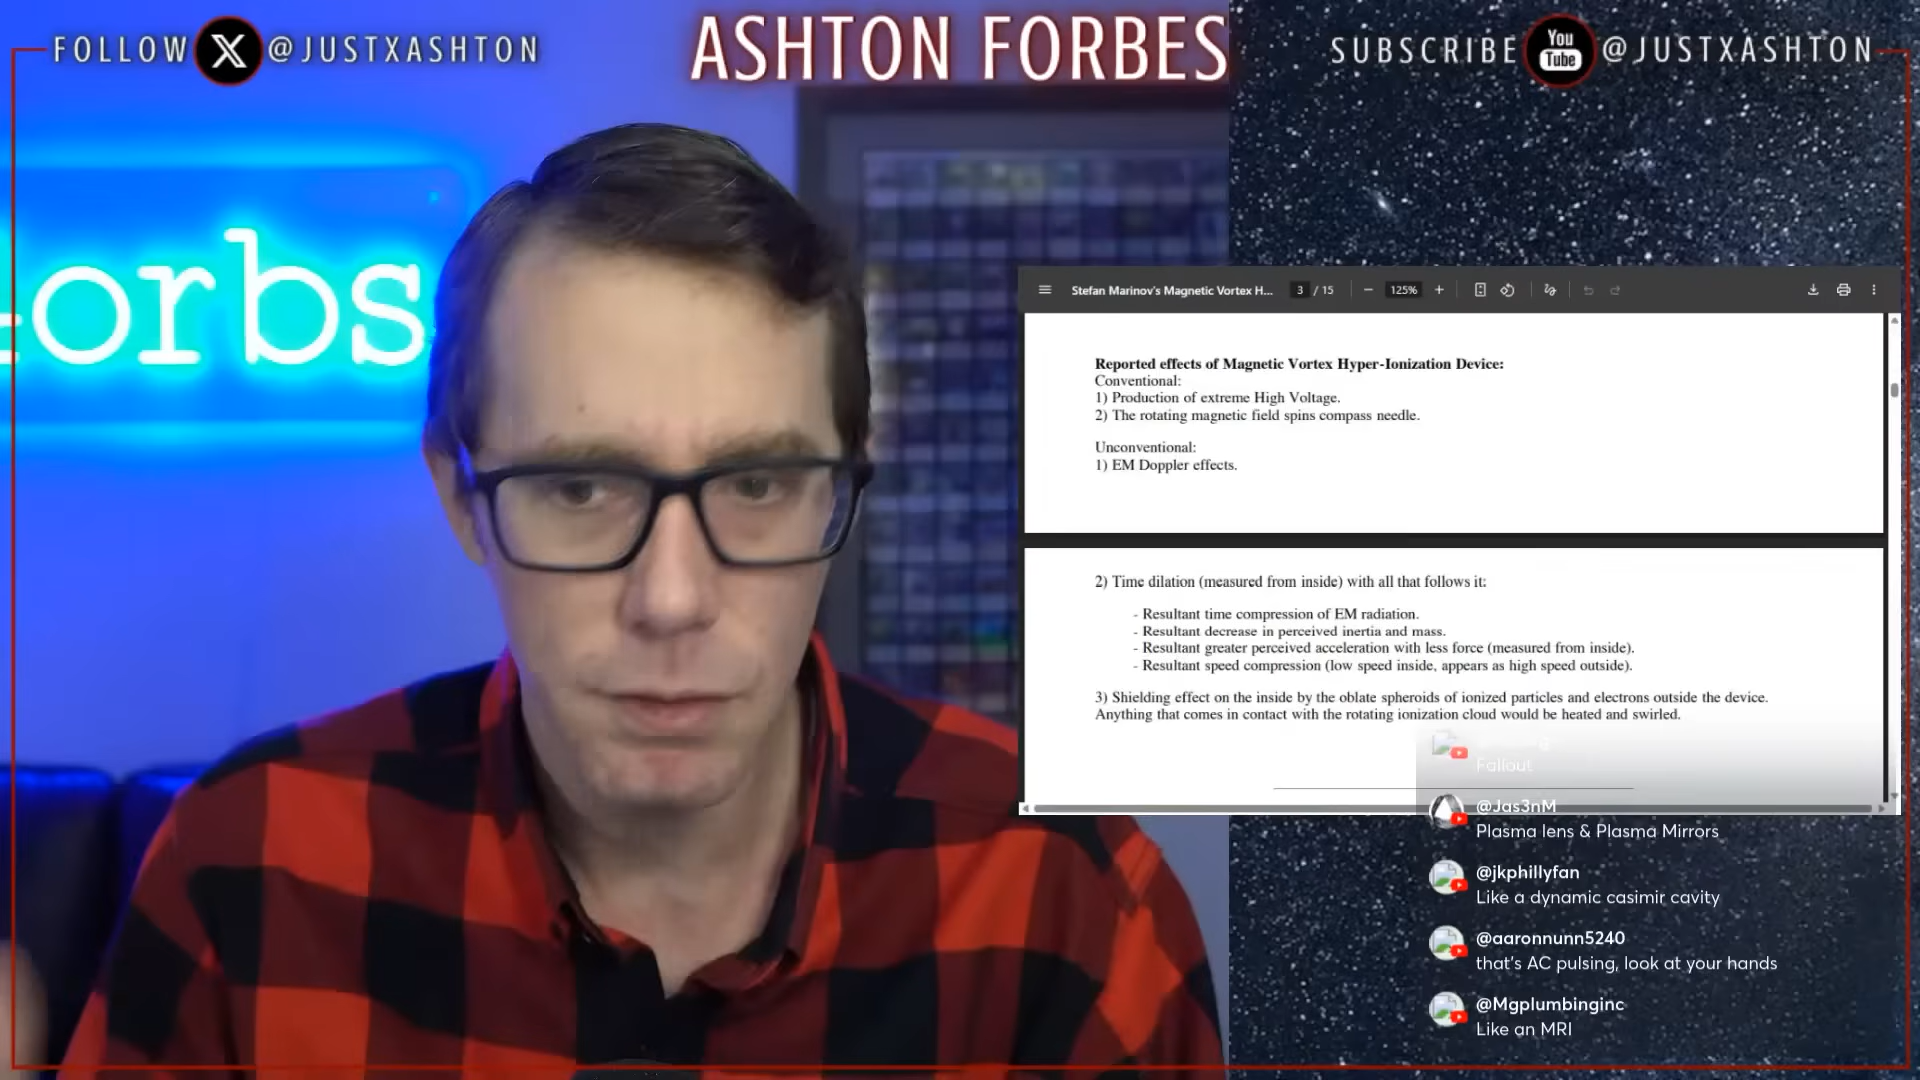 FOLLOW X @JUSTXASHTON
ASHTON FORBES
SUBSCRIBE You Tube @JUSTXASHTON
orbs
Stefan Marinov's Magnetic Vortex H... 3 / 15 125%
Reported effects of Magnetic Vortex Hyper-Ionization Device:
Conventional:
1) Production of extreme High Voltage.
2) The rotating magnetic field spins compass needle.
Unconventional:
1) EM Doppler effects.
2) Time dilation (measured from inside) with all that follows it:
- Resultant time compression of EM radiation.
- Resultant decrease in perceived inertia and mass.
- Resultant greater perceived acceleration with less force (measured from inside).
- Resultant speed compression (low speed inside, appears as high speed outside).
3) Shielding effect on the inside by the oblate spheroids of ionized particles and electrons outside the device.
Anything that comes in contact with the rotating ionization cloud would be heated and swirled.
Fallout
@Jas3nM
Plasma lens & Plasma Mirrors
@jkphillyfan
Like a dynamic casimir cavity
@aaronnunn5240
that's AC pulsing, look at your hands
@Mgplumbinginc
Like an MRI